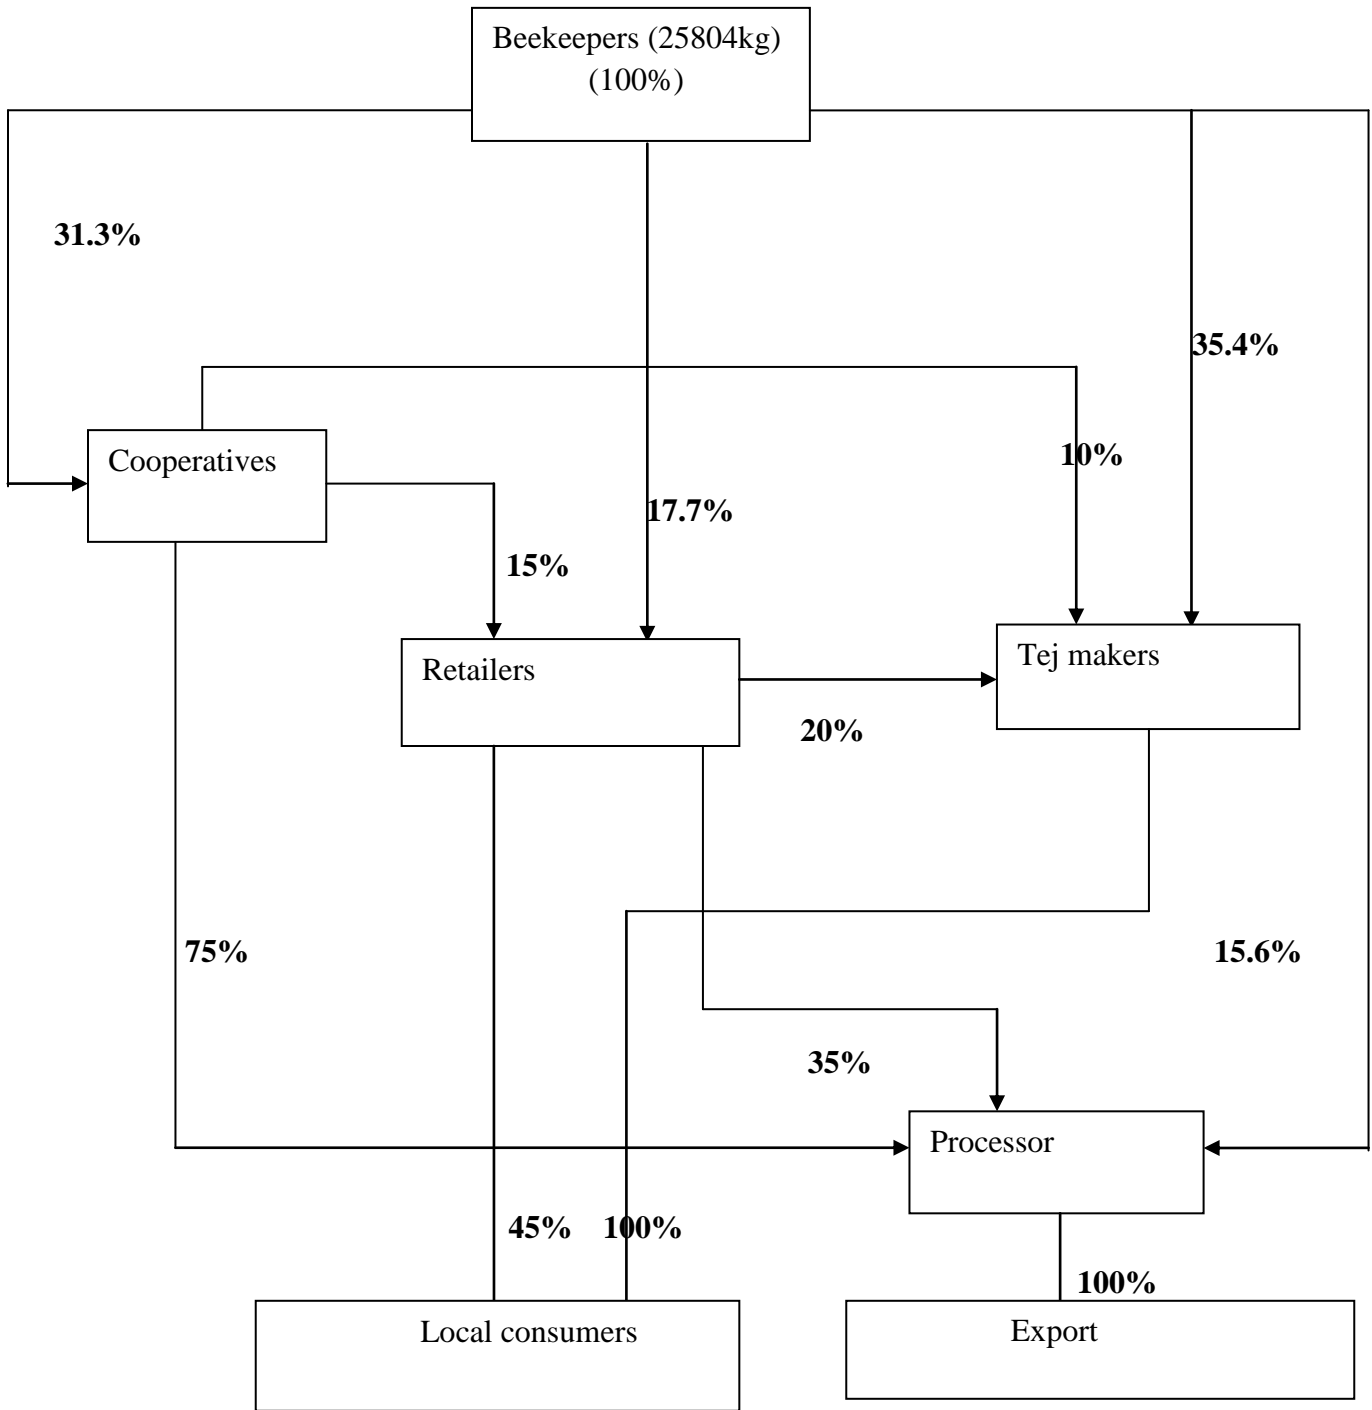 Beekeepers (25804kg)
(100%)
31.3%
35.4%
Cooperatives
10%
17.7%
15%
Retailers
Tej makers
20%
75%
15.6%
35%
Processor
45%
100%
100%
Local consumers
Export